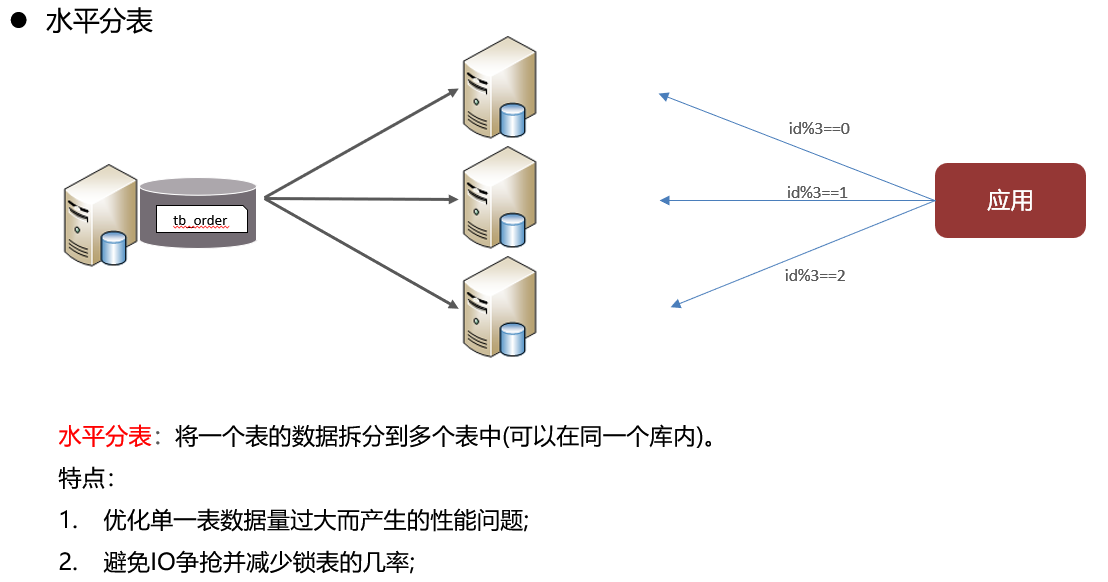 ● 水平分表
id%3==0
tb_order
id%3==1
应用
id%3==2
水平分表：将一个表的数据拆分到多个表中(可以在同一个库内)。
特点：
1. 优化单一表数据量过大而产生的性能问题;
2. 避免IO争抢并减少锁表的几率;